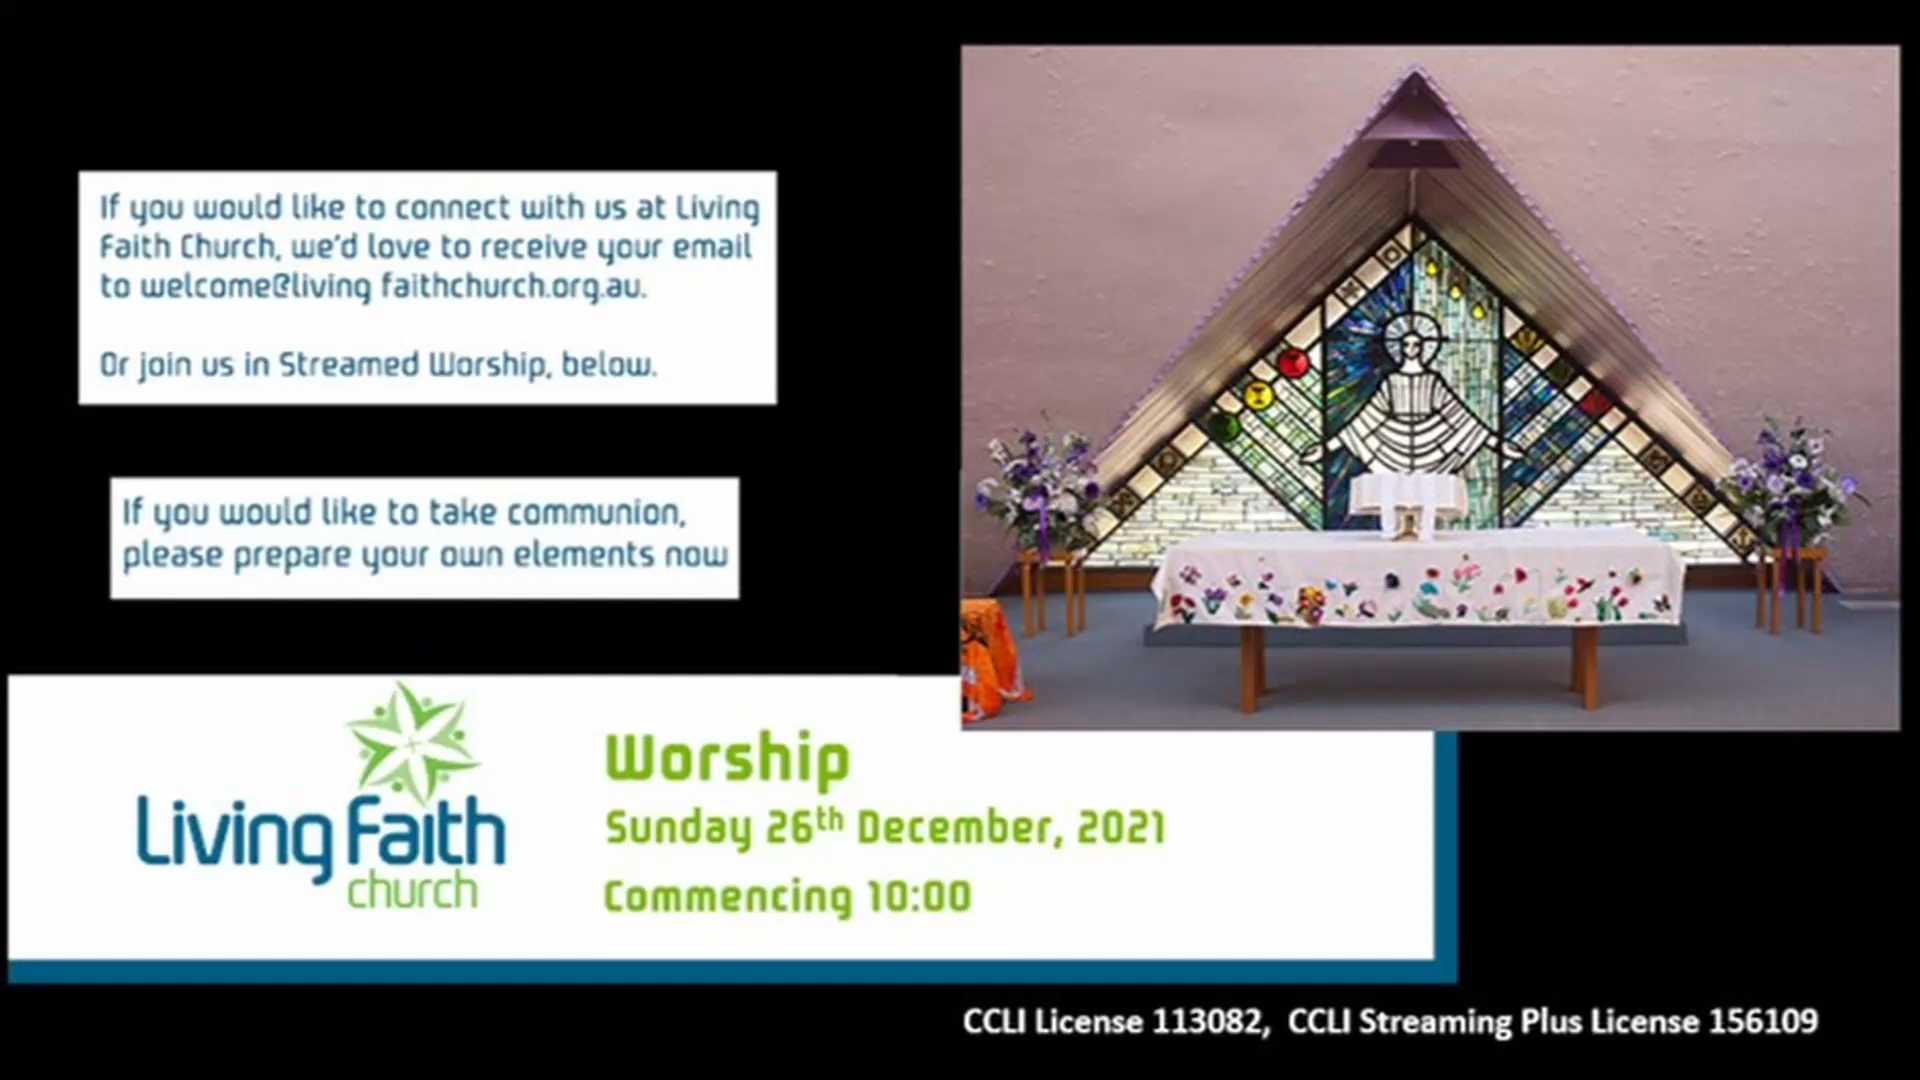 If you would like to connect with us at Living
Faith Church, we'd love to receive your email
to welcome@living faithchurch.org.au.
Or join us in Streamed Worship, below.
If you would like to take communion,
please prepare your own elements now
Living Faith
church
Worship
Sunday 26th December, 2021
Commencing 10:00
CCLI License 113082,  CCLI Streaming Plus License 156109